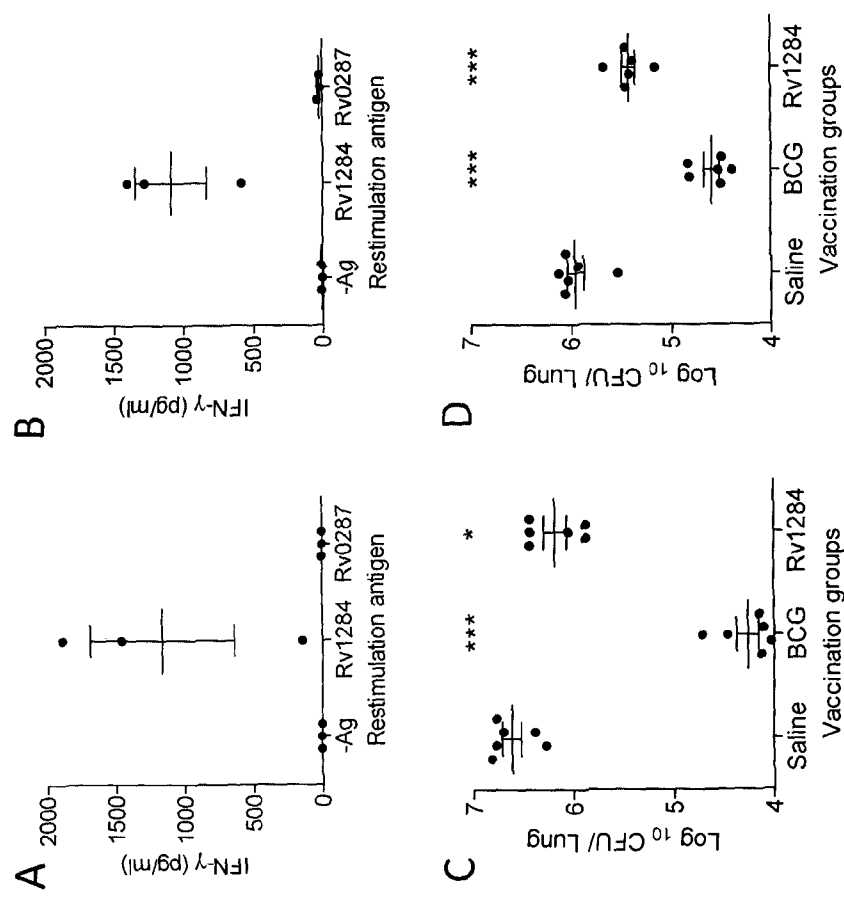 A
IFN-γ (pg/ml)
2000
1500
1000
500
0
-Ag Rv1284 Rv0287
Restimulation antigen
B
IFN-γ (pg/ml)
2000
1500
1000
500
0
-Ag Rv1284 Rv0287
Restimulation antigen
C
Log 10 CFU/ Lung
7
6
5
4
*** *
Saline BCG Rv1284
Vaccination groups
D
Log 10 CFU/ Lung
7
6
5
4
*** ***
Saline BCG Rv1284
Vaccination groups